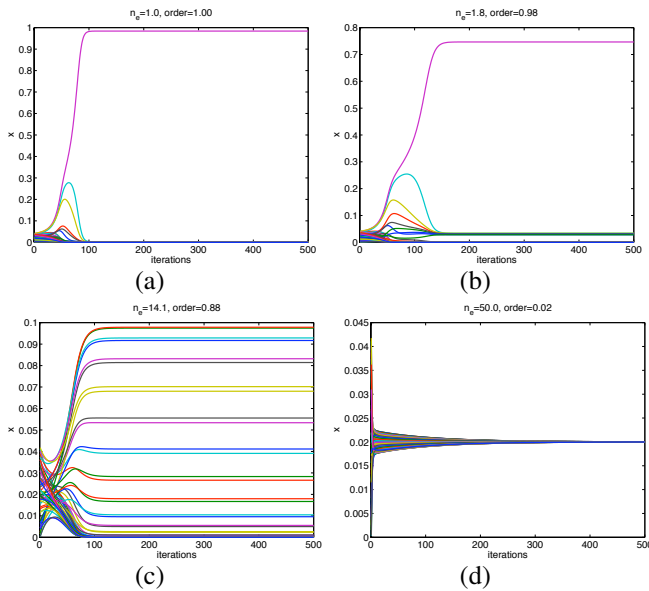 n_e=1.0, order=1.00
1
0.9
0.8
0.7
0.6
0.5
0.4
0.3
0.2
0.1
0
x
0 100 200 300 400 500
iterations
(a)
n_e=1.8, order=0.98
0.8
0.7
0.6
0.5
0.4
0.3
0.2
0.1
0
x
0 100 200 300 400 500
iterations
(b)
n_e=14.1, order=0.88
0.1
0.09
0.08
0.07
0.06
0.05
0.04
0.03
0.02
0.01
0
x
0 100 200 300 400 500
iterations
(c)
n_e=50.0, order=0.02
0.045
0.04
0.035
0.03
0.025
0.02
0.015
0.01
0.005
0
x
0 100 200 300 400 500
iterations
(d)